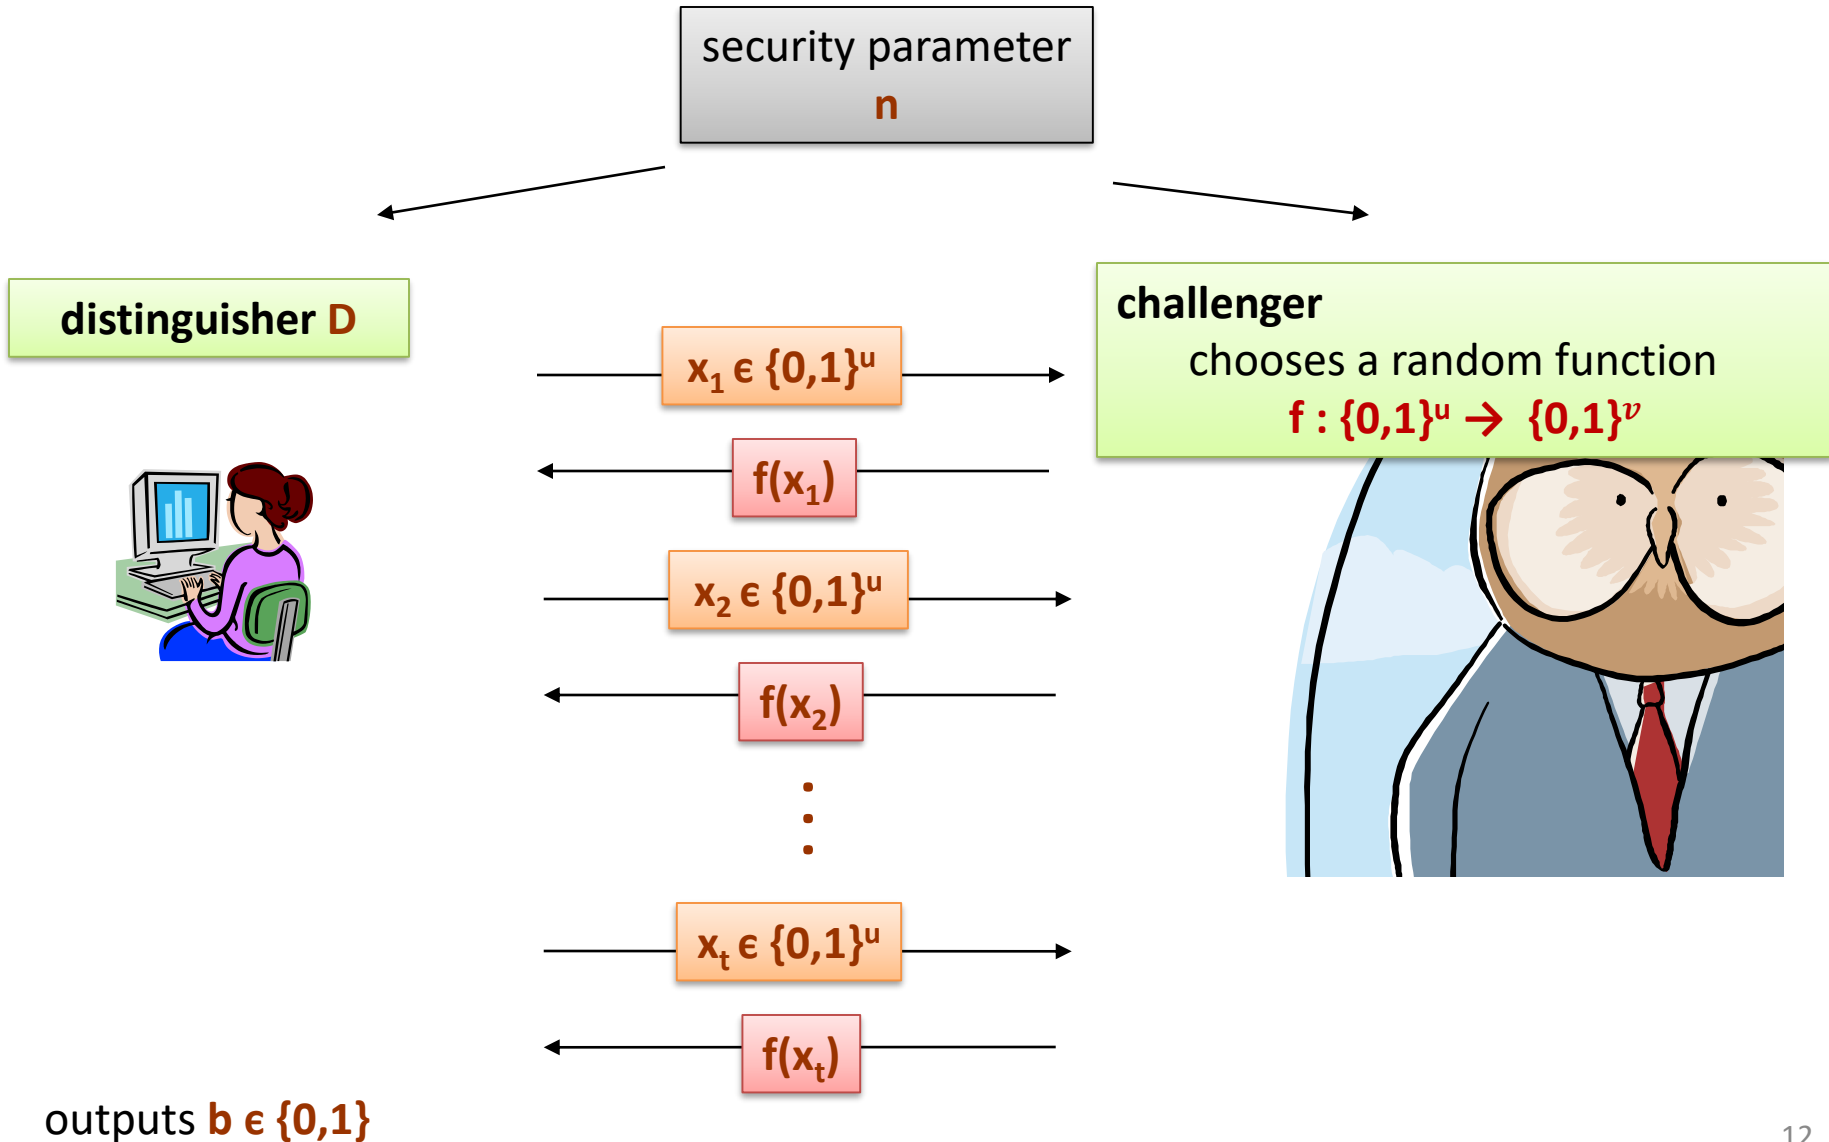 security parameter
n
distinguisher D
challenger
chooses a random function
f : {0,1}ᵘ → {0,1}ᵛ
x₁ ϵ {0,1}ᵘ
f(x₁)
x₂ ϵ {0,1}ᵘ
f(x₂)
.
.
.
xₜ ϵ {0,1}ᵘ
f(xₜ)
outputs b ϵ {0,1}
12